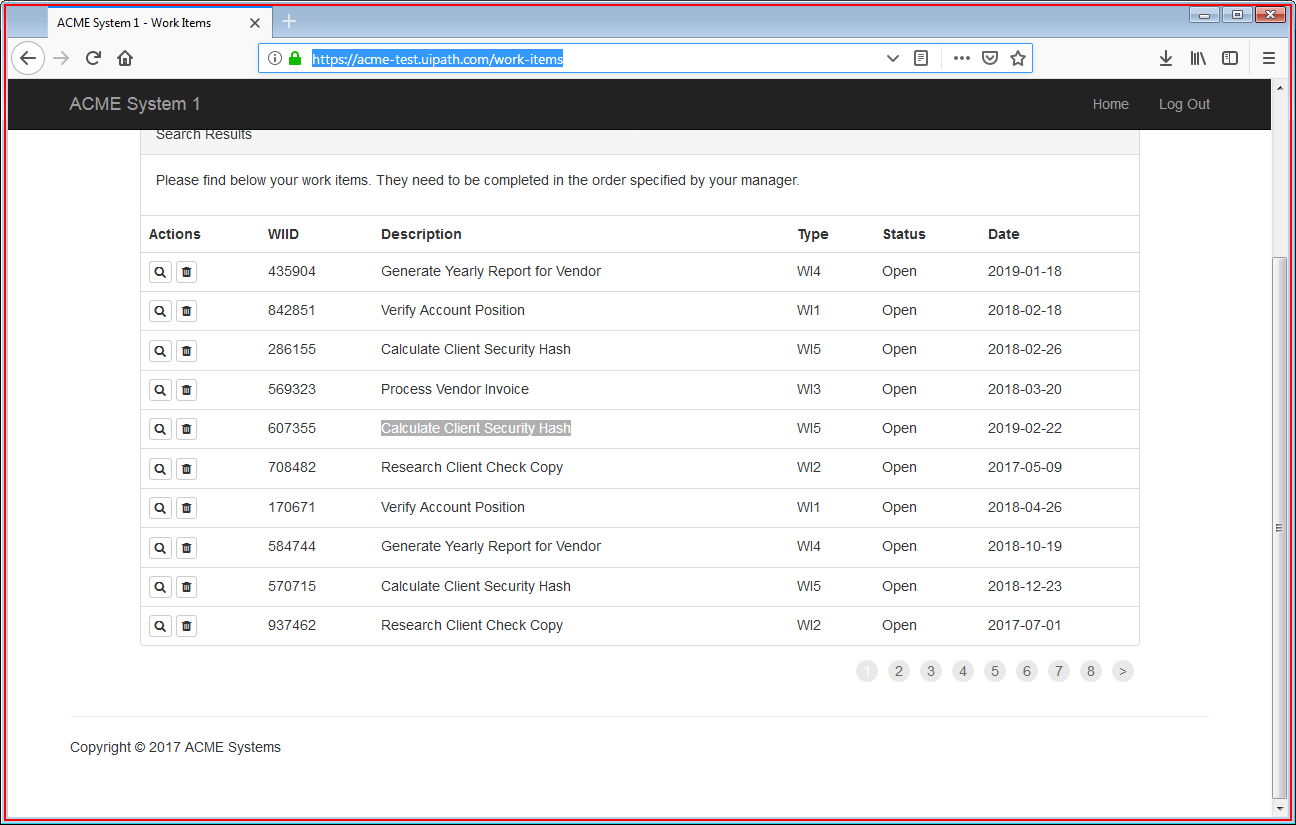 ACME System 1 - Work Items
https://acme-test.uipath.com/work-items
ACME System 1 Home Log Out
Search Results
Please find below your work items. They need to be completed in the order specified by your manager.
Actions WIID Description Type Status Date
435904 Generate Yearly Report for Vendor WI4 Open 2019-01-18
842851 Verify Account Position WI1 Open 2018-02-18
286155 Calculate Client Security Hash WI5 Open 2018-02-26
569323 Process Vendor Invoice WI3 Open 2018-03-20
607355 Calculate Client Security Hash WI5 Open 2019-02-22
708482 Research Client Check Copy WI2 Open 2017-05-09
170671 Verify Account Position WI1 Open 2018-04-26
584744 Generate Yearly Report for Vendor WI4 Open 2018-10-19
570715 Calculate Client Security Hash WI5 Open 2018-12-23
937462 Research Client Check Copy WI2 Open 2017-07-01
1 2 3 4 5 6 7 8 >
Copyright © 2017 ACME Systems